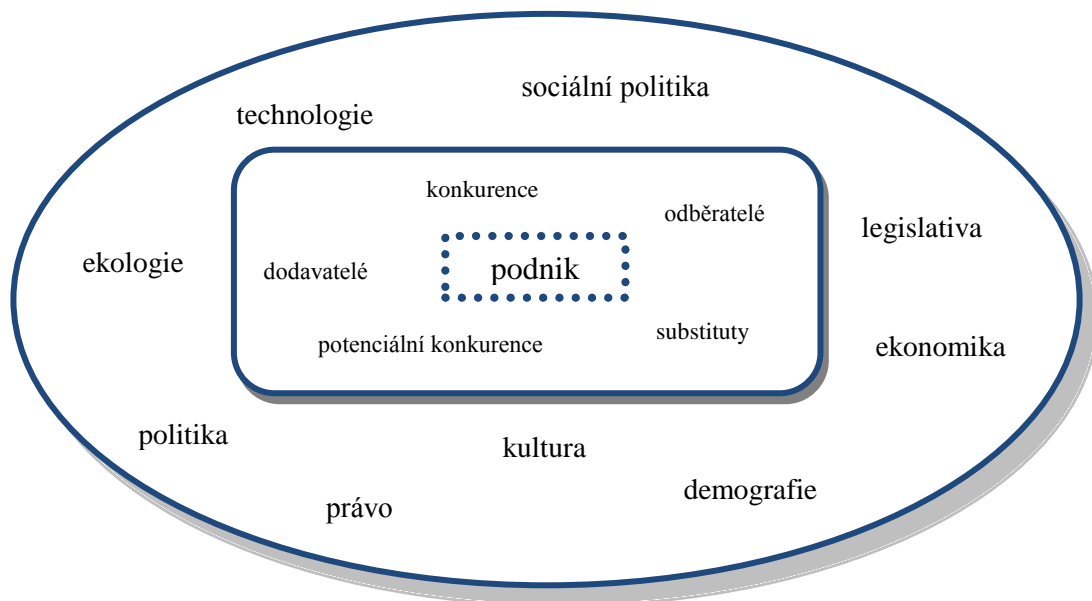 sociální politika
technologie
konkurence
odběratelé
legislativa
ekologie
dodavatelé
podnik
substituty
potenciální konkurence
ekonomika
politika
kultura
demografie
právo